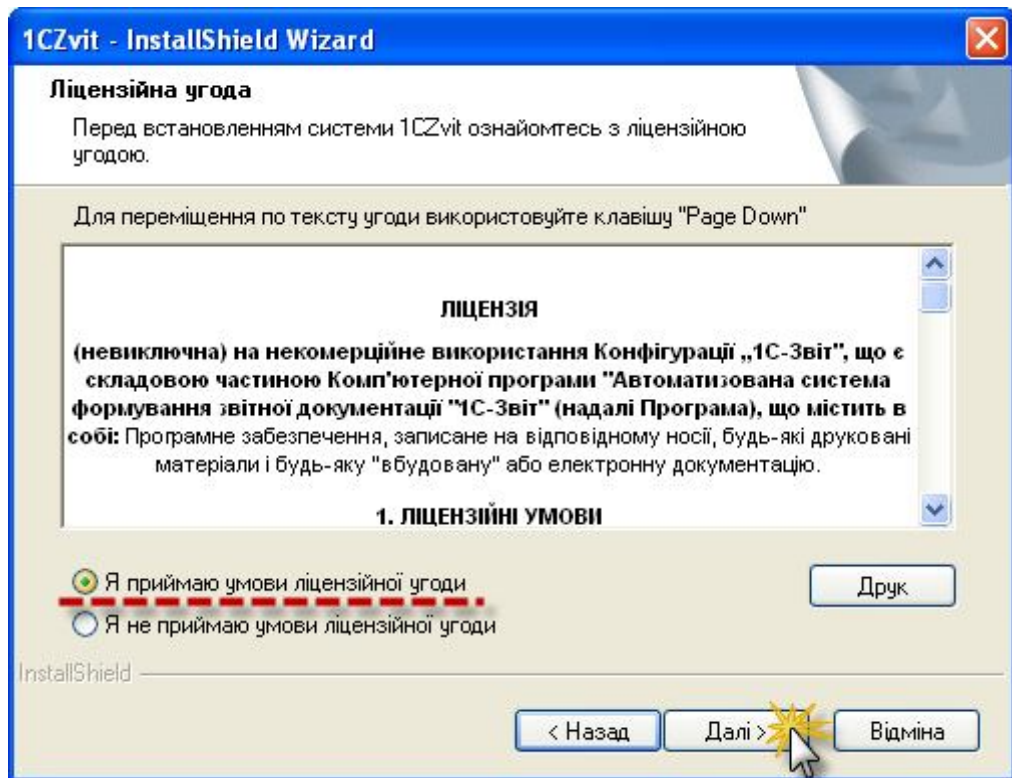 1CZvit - InstallShield Wizard
Ліцензійна угода
Перед встановленням системи 1CZvit ознайомтесь з ліцензійною
угодою.
Для переміщення по тексту угоди використовуйте клавішу "Page Down"
ЛІЦЕНЗІЯ
(невиключна) на некомерційне використання Конфігурації „1С-Звіт", що є
складовою частиною Комп'ютерної програми "Автоматизована система
формування звітної документації "1С-Звіт" (надалі Програма), що містить в
собі: Програмне забезпечення, записане на відповідному носії, будь-які друковані
матеріали і будь-яку "вбудовану" або електронну документацію.
1. ЛІЦЕНЗІЙНІ УМОВИ
Я приймаю умови ліцензійної угоди
Друк
Я не приймаю умови ліцензійної угоди
InstallShield
< Назад Далі > Відміна